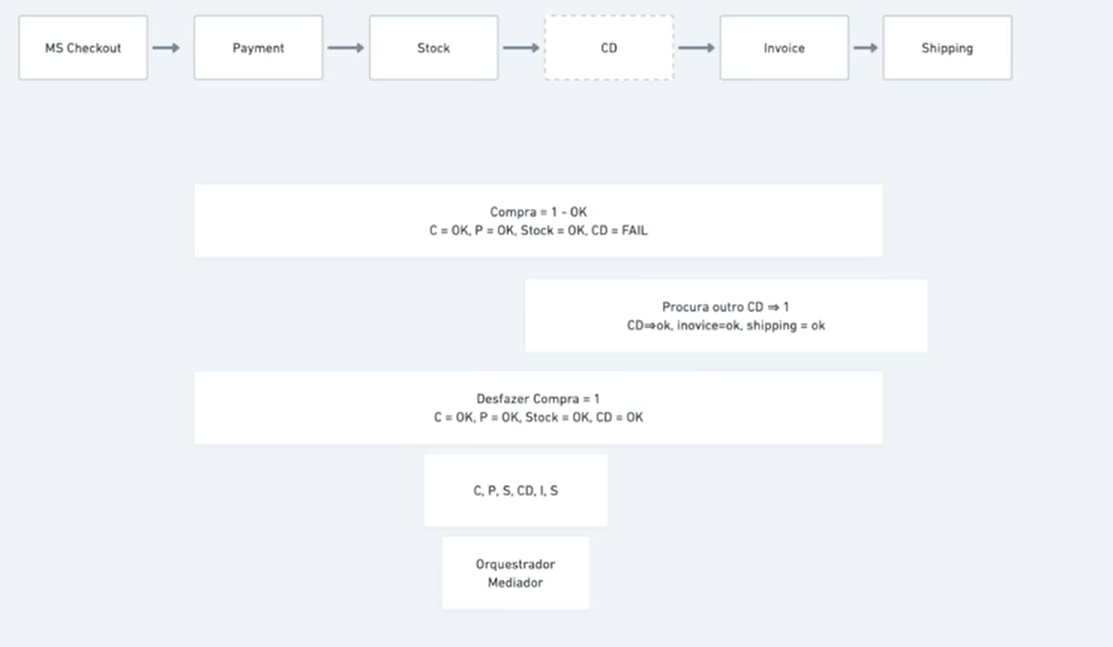 MS Checkout
Payment
Stock
CD
Invoice
Shipping
Compra = 1 - OK
C = OK, P = OK, Stock = OK, CD = FAIL
Procura outro CD ⇒ 1
CD⇒ok, inovice=ok, shipping = ok
Desfazer Compra = 1
C = OK, P = OK, Stock = OK, CD = OK
C, P, S, CD, I, S
Orquestrador
Mediador